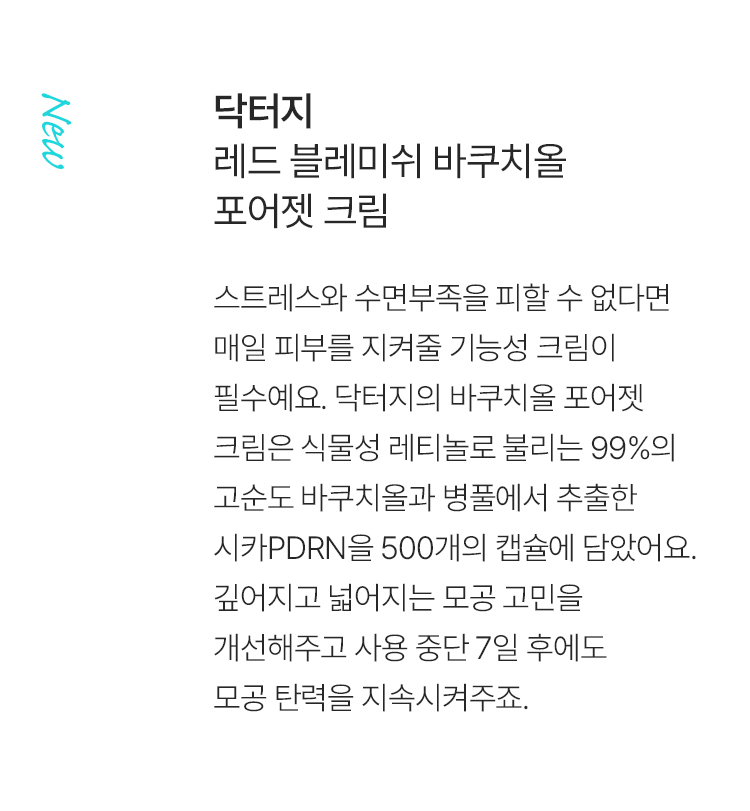 New
닥터지
레드 블레미쉬 바쿠치올
포어젯 크림
스트레스와 수면부족을 피할 수 없다면
매일 피부를 지켜줄 기능성 크림이
필수예요. 닥터지의 바쿠치올 포어젯
크림은 식물성 레티놀로 불리는 99%의
고순도 바쿠치올과 병풀에서 추출한
시카PDRN을 500개의 캡슐에 담았어요.
깊어지고 넓어지는 모공 고민을
개선해주고 사용 중단 7일 후에도
모공 탄력을 지속시켜주죠.